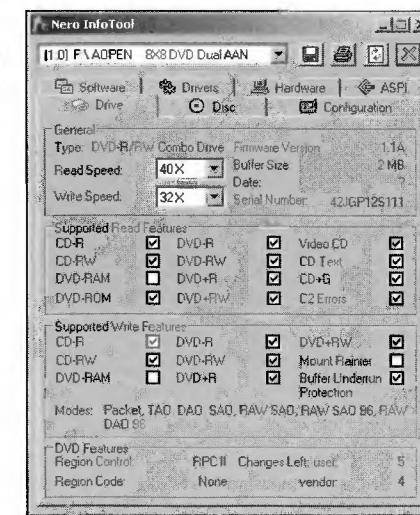 Nero InfoTool
[1:0] F:\ AOPEN 8X8 DVD Dual AAN
Software Drivers Hardware ASPI
Drive Disc Configuration
General
Type: DVD-R/RW Combo Drive Firmware Version 1.1A
Read Speed: 40 X Buffer Size 2 MB
Date: ?
Write Speed: 32 X Serial Number: 42JGP12S111
Supported Read Features
CD-R DVD-R Video CD
CD-RW DVD-RW CD Text
DVD-RAM DVD+R CD+G
DVD-ROM DVD+RW C2 Errors
Supported Write Features
CD-R DVD-R DVD+RW
CD-RW DVD-RW Mount Rainier
DVD-RAM DVD+R Buffer Underrun
Protection
Modes: Packet, TAO, DAO, SAO, RAW SAO, RAW SAO 96, RAW
DAO 96
DVD Features
Region Control: RPC II Changes Left: user: 5
Region Code: None vendor: 4